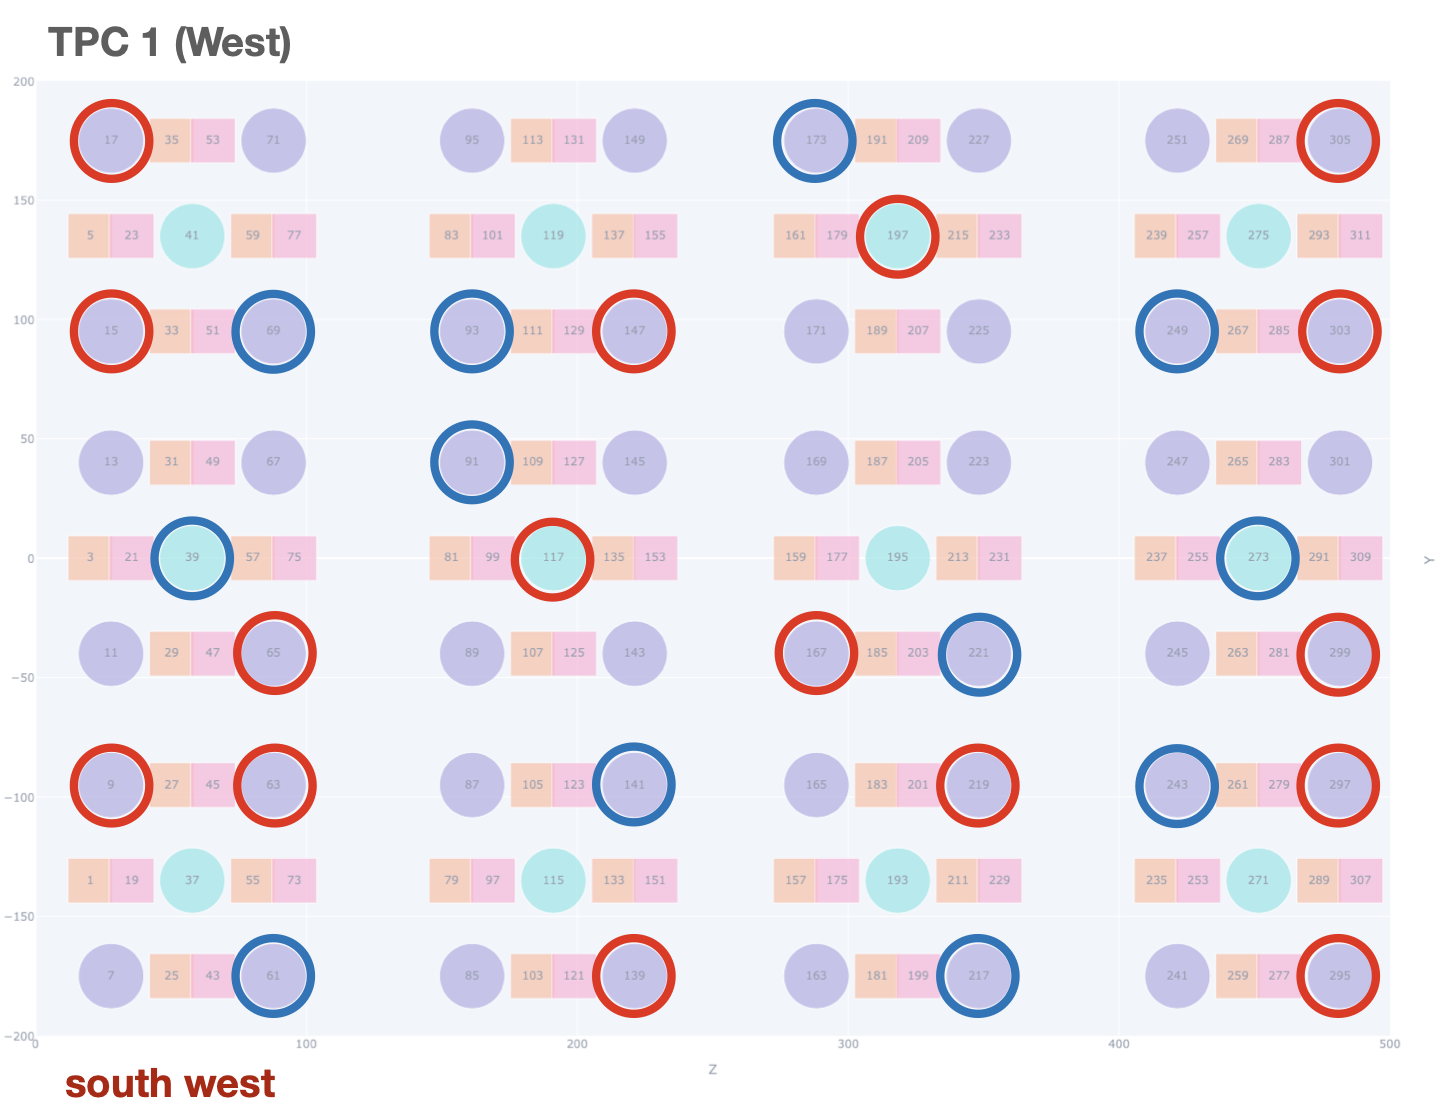 TPC 1 (West)
200
17 35 53 71 95 113 131 149 173 191 209 227 251 269 287 305
150
5 23 41 59 77 83 101 119 137 155 161 179 197 215 233 239 257 275 293 311
100
15 33 51 69 93 111 129 147 171 189 207 225 249 267 285 303
50
13 31 49 67 91 109 127 145 169 187 205 223 247 265 283 301
0 3 21 39 57 75 81 99 117 135 153 159 177 195 213 231 237 255 273 291 309 Y
11 29 47 65 89 107 125 143 167 185 203 221 245 263 281 299
−50
9 27 45 63 87 105 123 141 165 183 201 219 243 261 279 297
−100
1 19 37 55 73 79 97 115 133 151 157 175 193 211 229 235 253 271 289 307
−150
7 25 43 61 85 103 121 139 163 181 199 217 241 259 277 295
−200
0 100 200 300 400 500
Z
south west